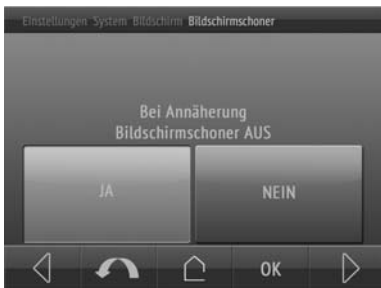 Einstellungen System Bildschirm Bildschirmschoner
Bei Annäherung
Bildschirmschoner AUS
JA NEIN
OK